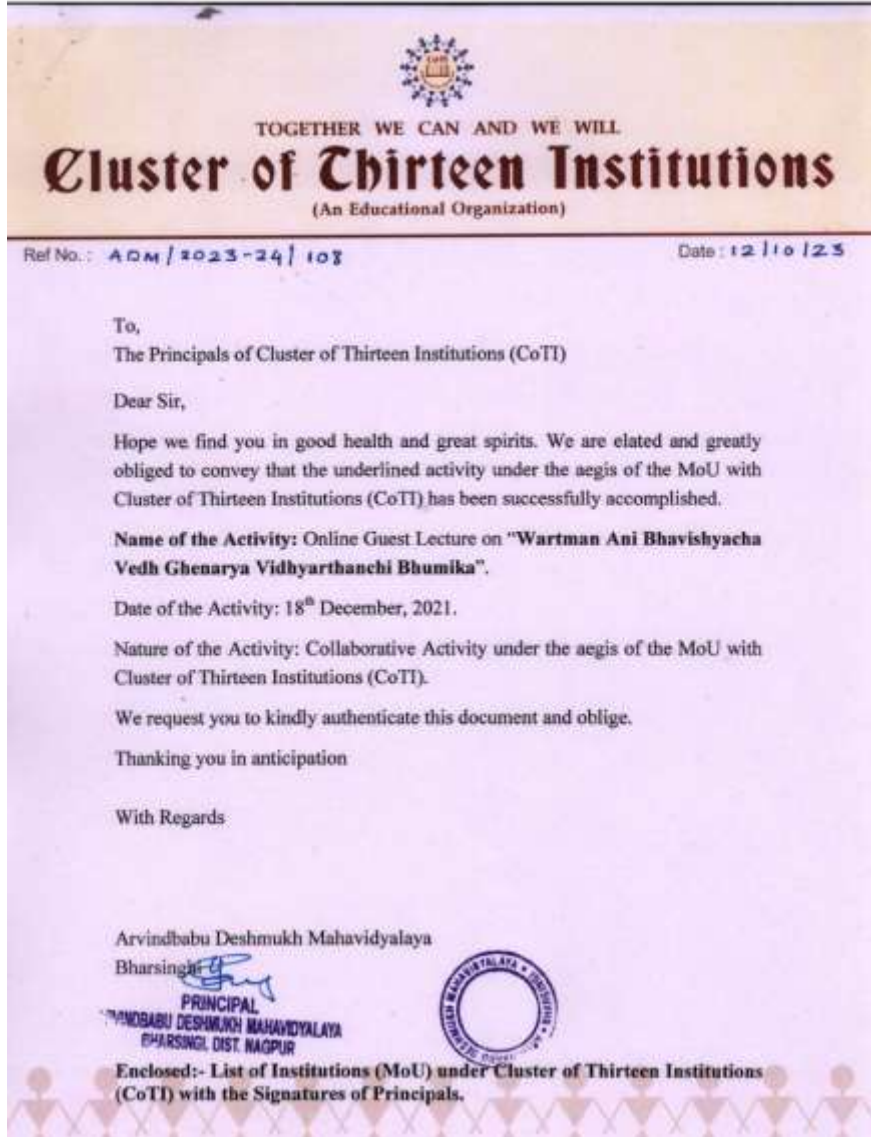 CoTI
TOGETHER WE CAN AND WE WILL
Cluster of Thirteen Institutions
(An Educational Organization)
Ref No. : ADM/2023-24/108
Date : 12/10/23
To,
The Principals of Cluster of Thirteen Institutions (CoTI)
Dear Sir,
Hope we find you in good health and great spirits. We are elated and greatly
obliged to convey that the underlined activity under the aegis of the MoU with
Cluster of Thirteen Institutions (CoTI) has been successfully accomplished.
Name of the Activity: Online Guest Lecture on "Wartman Ani Bhavishyacha
Vedh Ghenarya Vidhyarthanchi Bhumika".
Date of the Activity: 18th December, 2021.
Nature of the Activity: Collaborative Activity under the aegis of the MoU with
Cluster of Thirteen Institutions (CoTI).
We request you to kindly authenticate this document and oblige.
Thanking you in anticipation
With Regards
Arvindbabu Deshmukh Mahavidyalaya
Bharsinghi
PRINCIPAL
DESHMUKH MAHAVIDYALAYA
BHARSINGI, DIST. NAGPUR
DESHMUKH MAHAVIDYALAYA
Enclosed:- List of Institutions (MoU) under Cluster of Thirteen Institutions
(CoTI) with the Signatures of Principals.